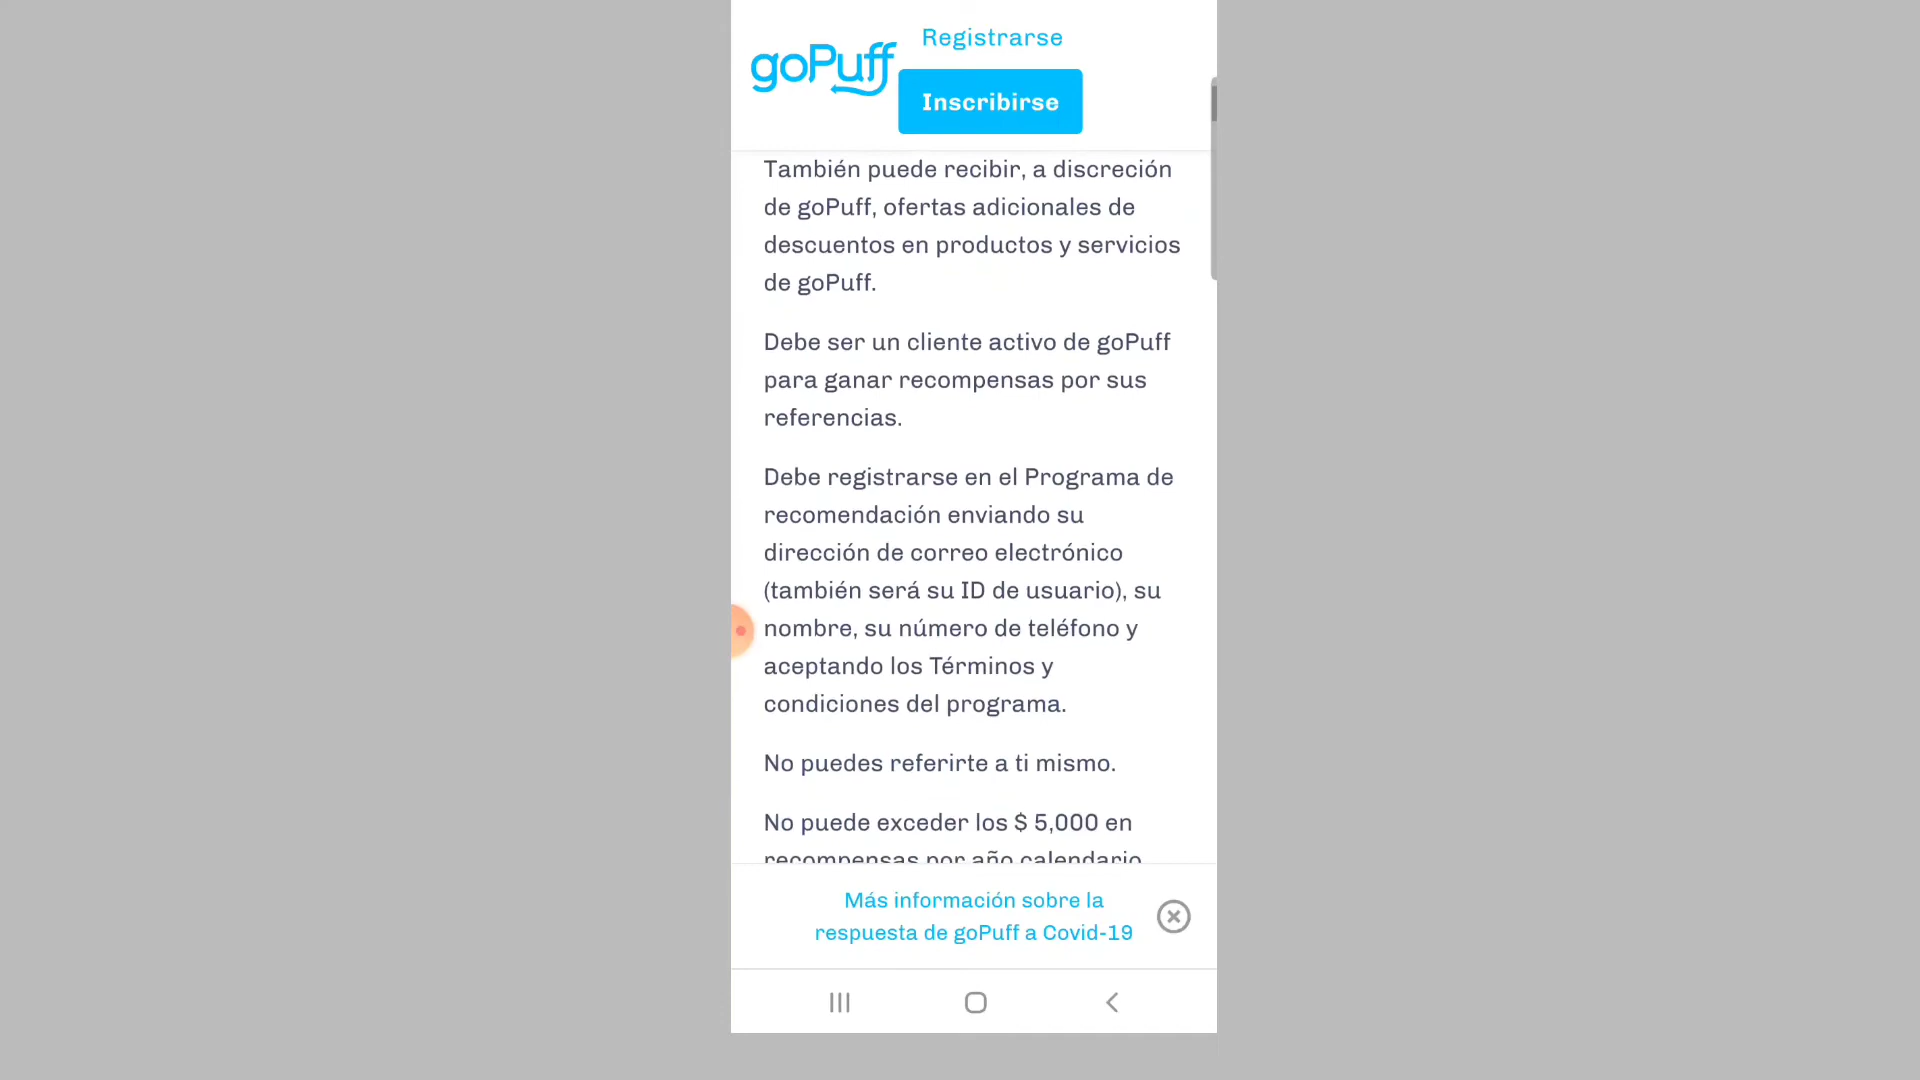 goPuff
Registrarse
Inscribirse
También puede recibir, a discreción
de goPuff, ofertas adicionales de
descuentos en productos y servicios
de goPuff.
Debe ser un cliente activo de goPuff
para ganar recompensas por sus
referencias.
Debe registrarse en el Programa de
recomendación enviando su
dirección de correo electrónico
(también será su ID de usuario), su
nombre, su número de teléfono y
aceptando los Términos y
condiciones del programa.
No puedes referirte a ti mismo.
No puede exceder los $ 5,000 en
recompensas por año calendario
Más información sobre la
respuesta de goPuff a Covid-19